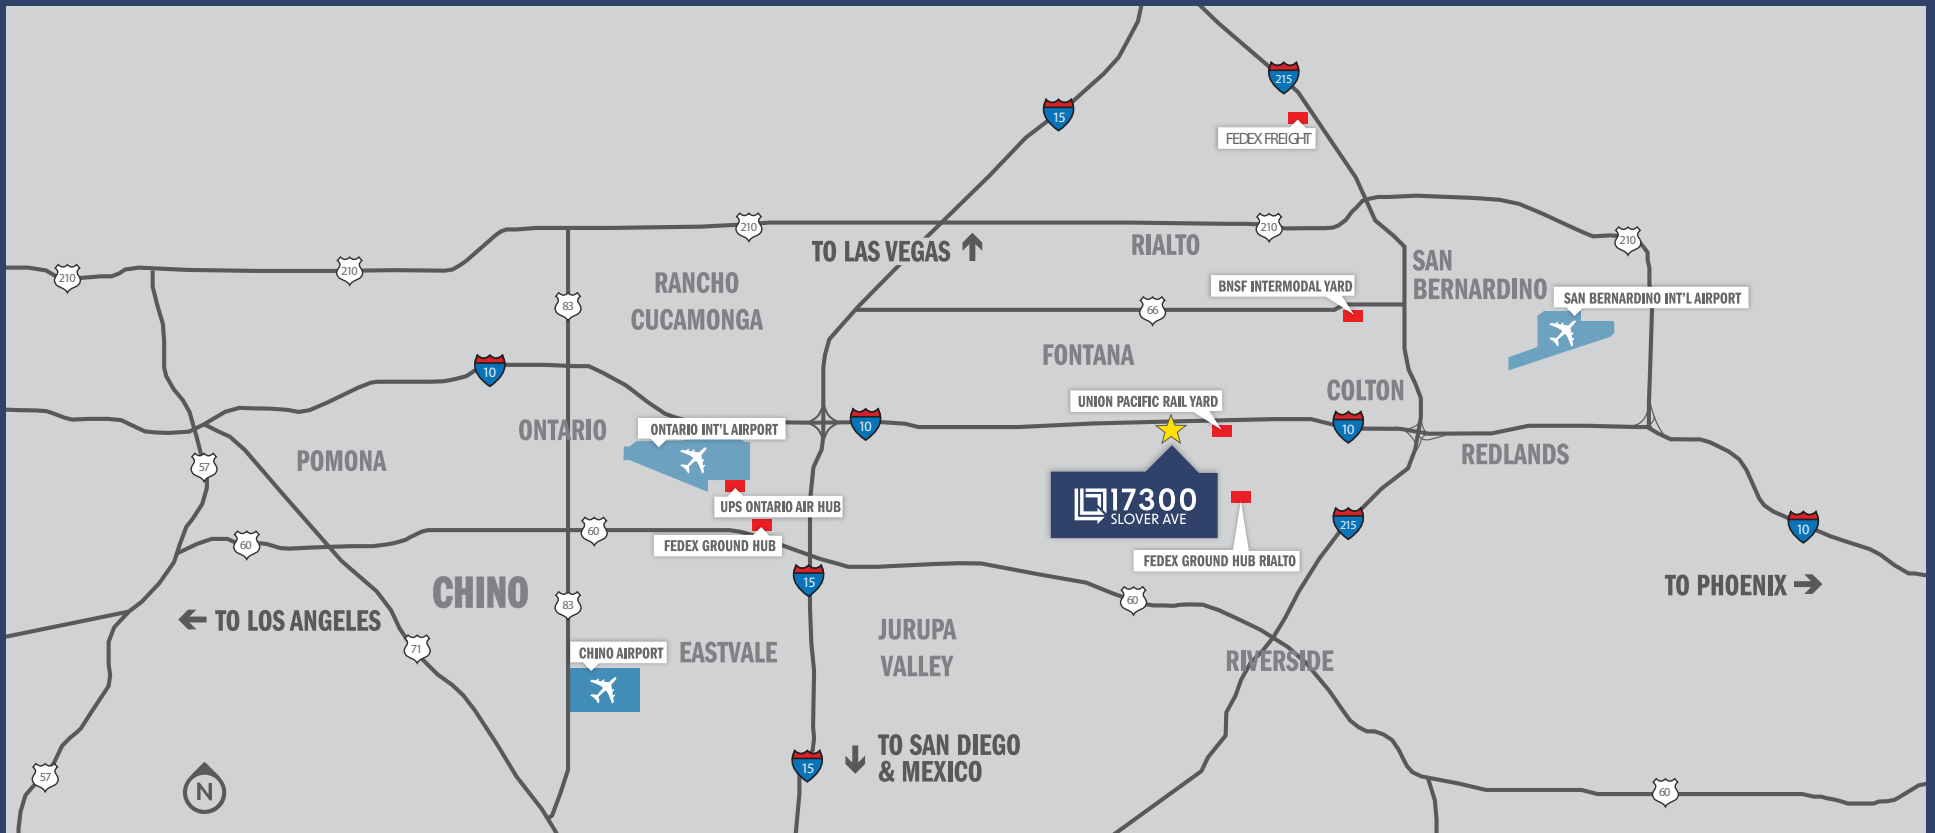 15
215
FEDEX FREIGHT
210
210
210
210
210
TO LAS VEGAS
RIALTO
SAN
BERNARDINO
RANCHO
CUCAMONGA
83
66
BNSF INTERMODAL YARD
SAN BERNARDINO INT'L AIRPORT
FONTANA
10
COLTON
UNION PACIFIC RAIL YARD
ONTARIO
ONTARIO INT'L AIRPORT
10
10
REDLANDS
POMONA
57
UPS ONTARIO AIR HUB
17300
SLOVER AVE
215
10
60
60
FEDEX GROUND HUB
FEDEX GROUND HUB RIALTO
15
CHINO
83
60
TO PHOENIX
TO LOS ANGELES
71
CHINO AIRPORT
EASTVALE
JURUPA
VALLEY
RIVERSIDE
57
N
15
TO SAN DIEGO
& MEXICO
60